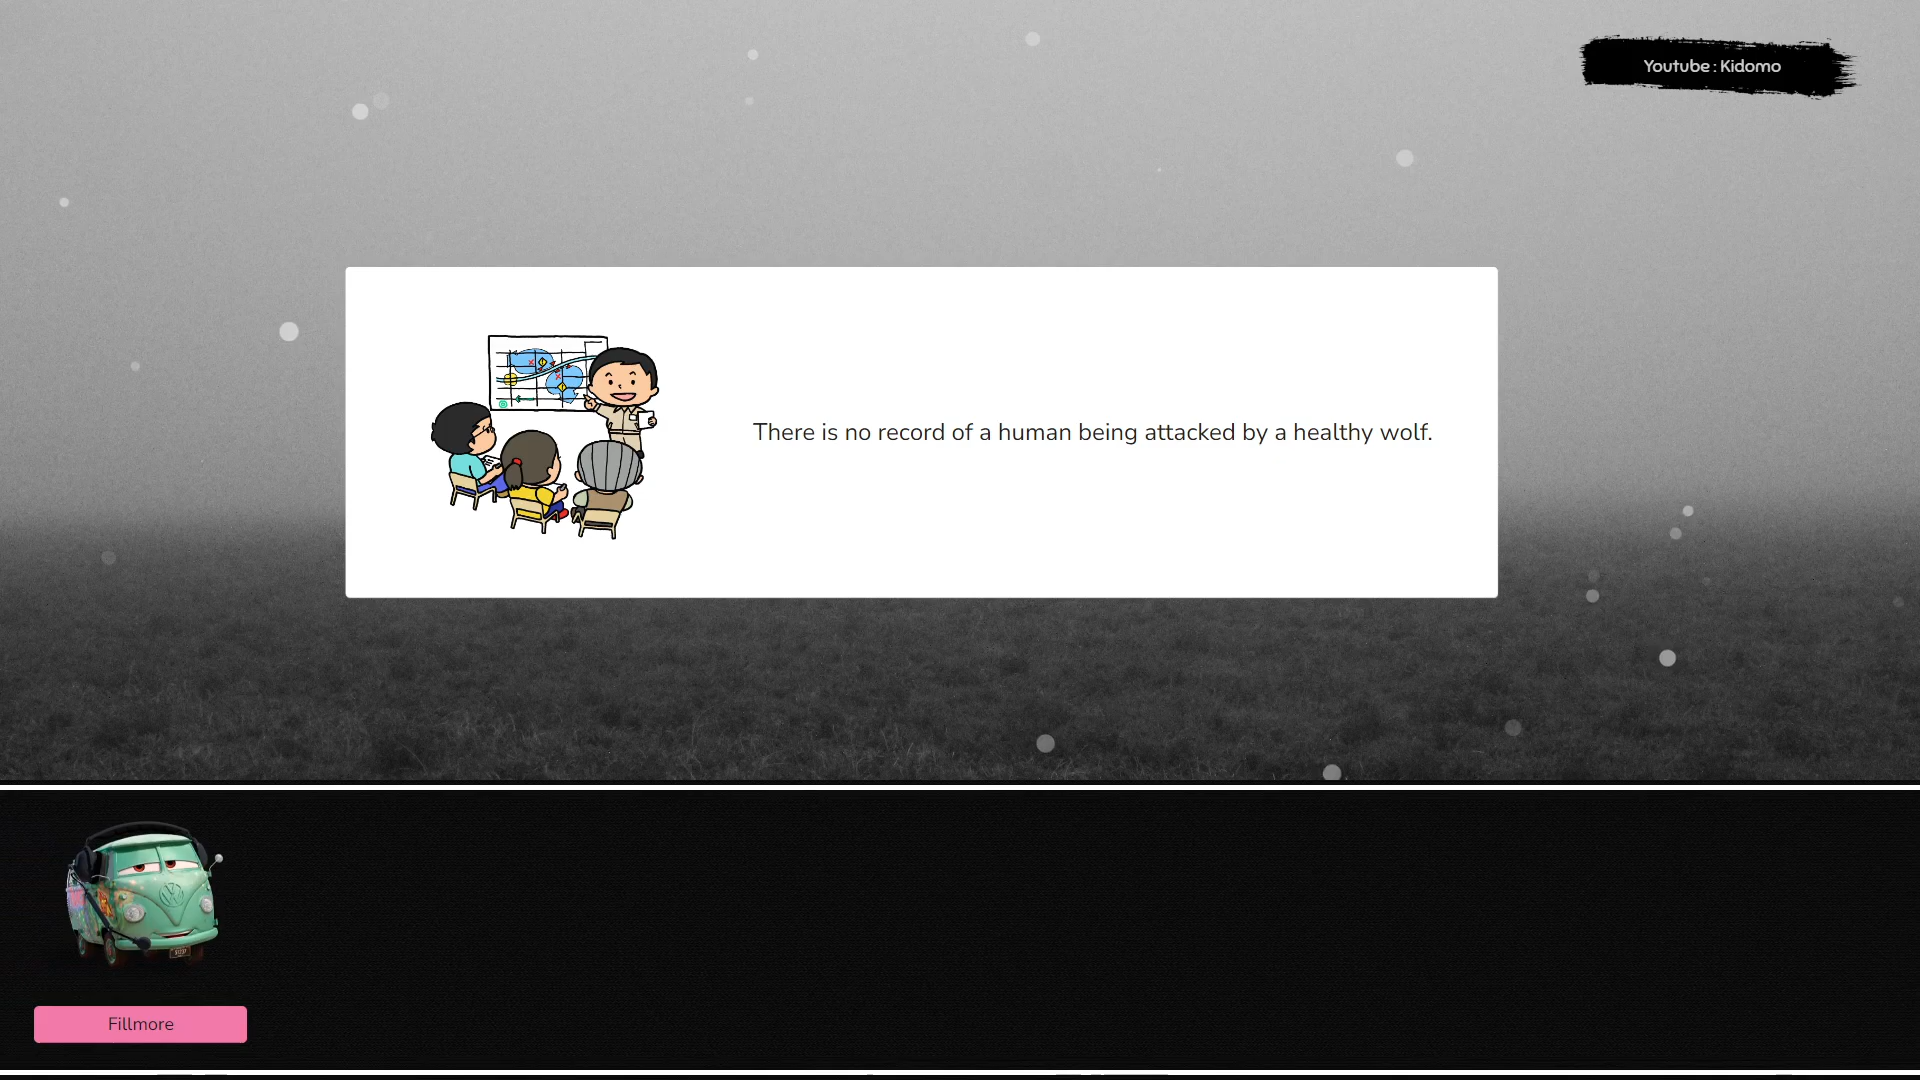 Youtube : Kidomo
There is no record of a human being attacked by a healthy wolf.
Fillmore